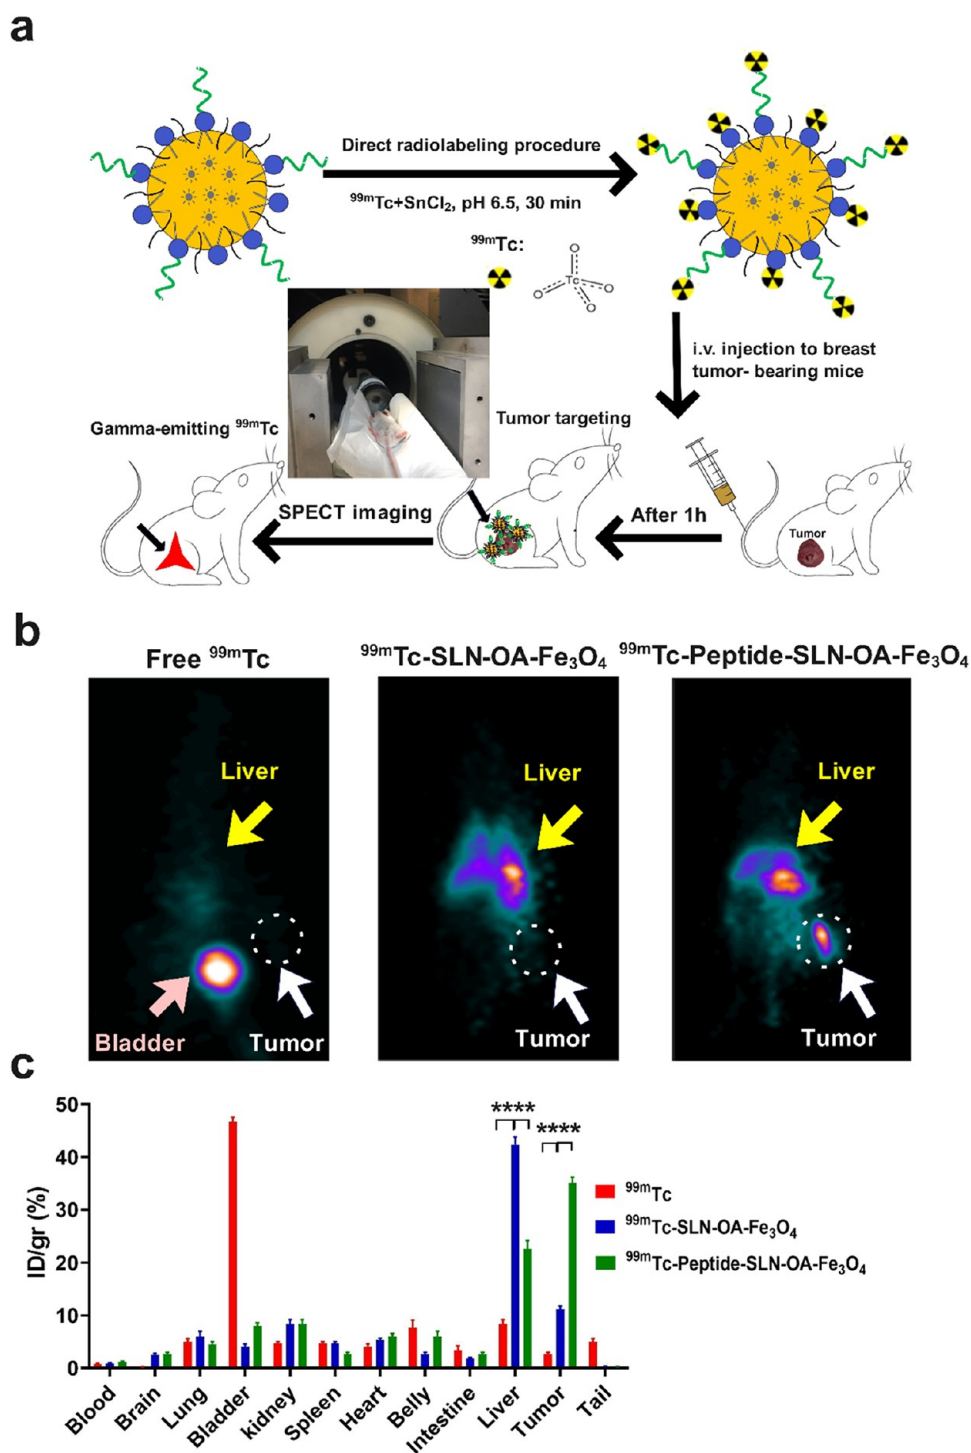 a
Direct radiolabeling procedure
⁹⁹ᵐTc+SnCl₂, pH 6.5, 30 min
⁹⁹ᵐTc:
O
Tc
O
O
O
i.v. injection to breast
tumor- bearing mice
Gamma-emitting ⁹⁹ᵐTc
Tumor targeting
SPECT imaging
After 1h
Tumor
b
Free ⁹⁹ᵐTc
⁹⁹ᵐTc-SLN-OA-Fe₃O₄
⁹⁹ᵐTc-Peptide-SLN-OA-Fe₃O₄
Liver
Bladder
Tumor
Liver
Tumor
Liver
Tumor
c
ID/gr (%)
50
40
30
20
10
0
****
****
⁹⁹ᵐTc
⁹⁹ᵐTc-SLN-OA-Fe₃O₄
⁹⁹ᵐTc-Peptide-SLN-OA-Fe₃O₄
Blood
Brain
Lung
Bladder
kidney
Spleen
Heart
Belly
Intestine
Liver
Tumor
Tail